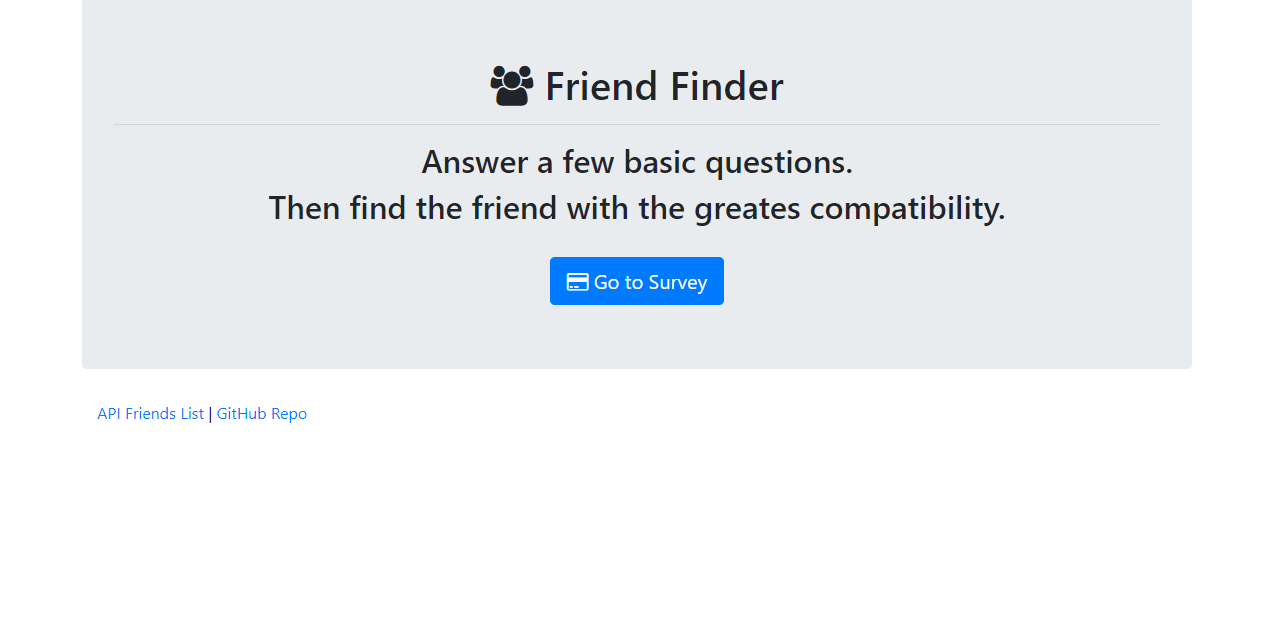 Friend Finder
Answer a few basic questions.
Then find the friend with the greates compatibility.
Go to Survey
API Friends List | GitHub Repo